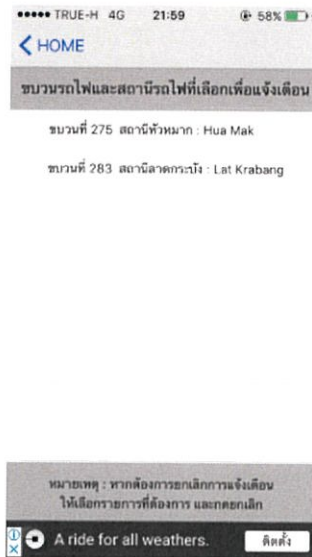 TRUE-H 4G 21:59 58%
HOME
ขบวนรถไฟและสถานีรถไฟที่เลือกเพื่อแจ้งเตือน
ขบวนที่ 275 สถานีหัวหมาก : Hua Mak
ขบวนที่ 283 สถานีลาดกระบัง : Lat Krabang
หมายเหตุ : หากต้องการยกเลิกการแจ้งเตือน
ให้เลือกรายการที่ต้องการ และกดยกเลิก
A ride for all weathers. ติดตั้ง